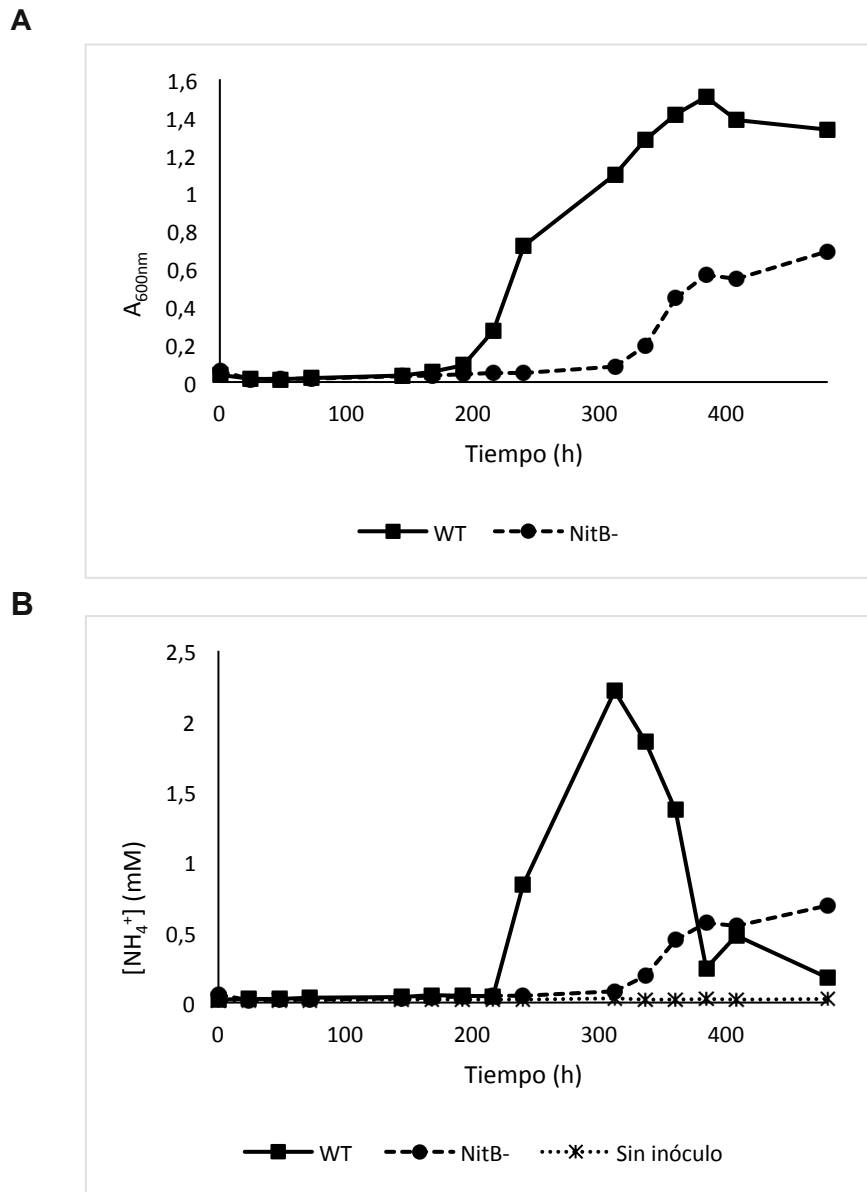 A
1,6
1,4
1,2
1
0,8
0,6
0,4
0,2
0
A600nm
0 100 200 300 400
Tiempo (h)
WT NitB-
B
2,5
2
1,5
1
0,5
0
[NH4+] (mM)
0 100 200 300 400
Tiempo (h)
WT NitB- Sin inóculo